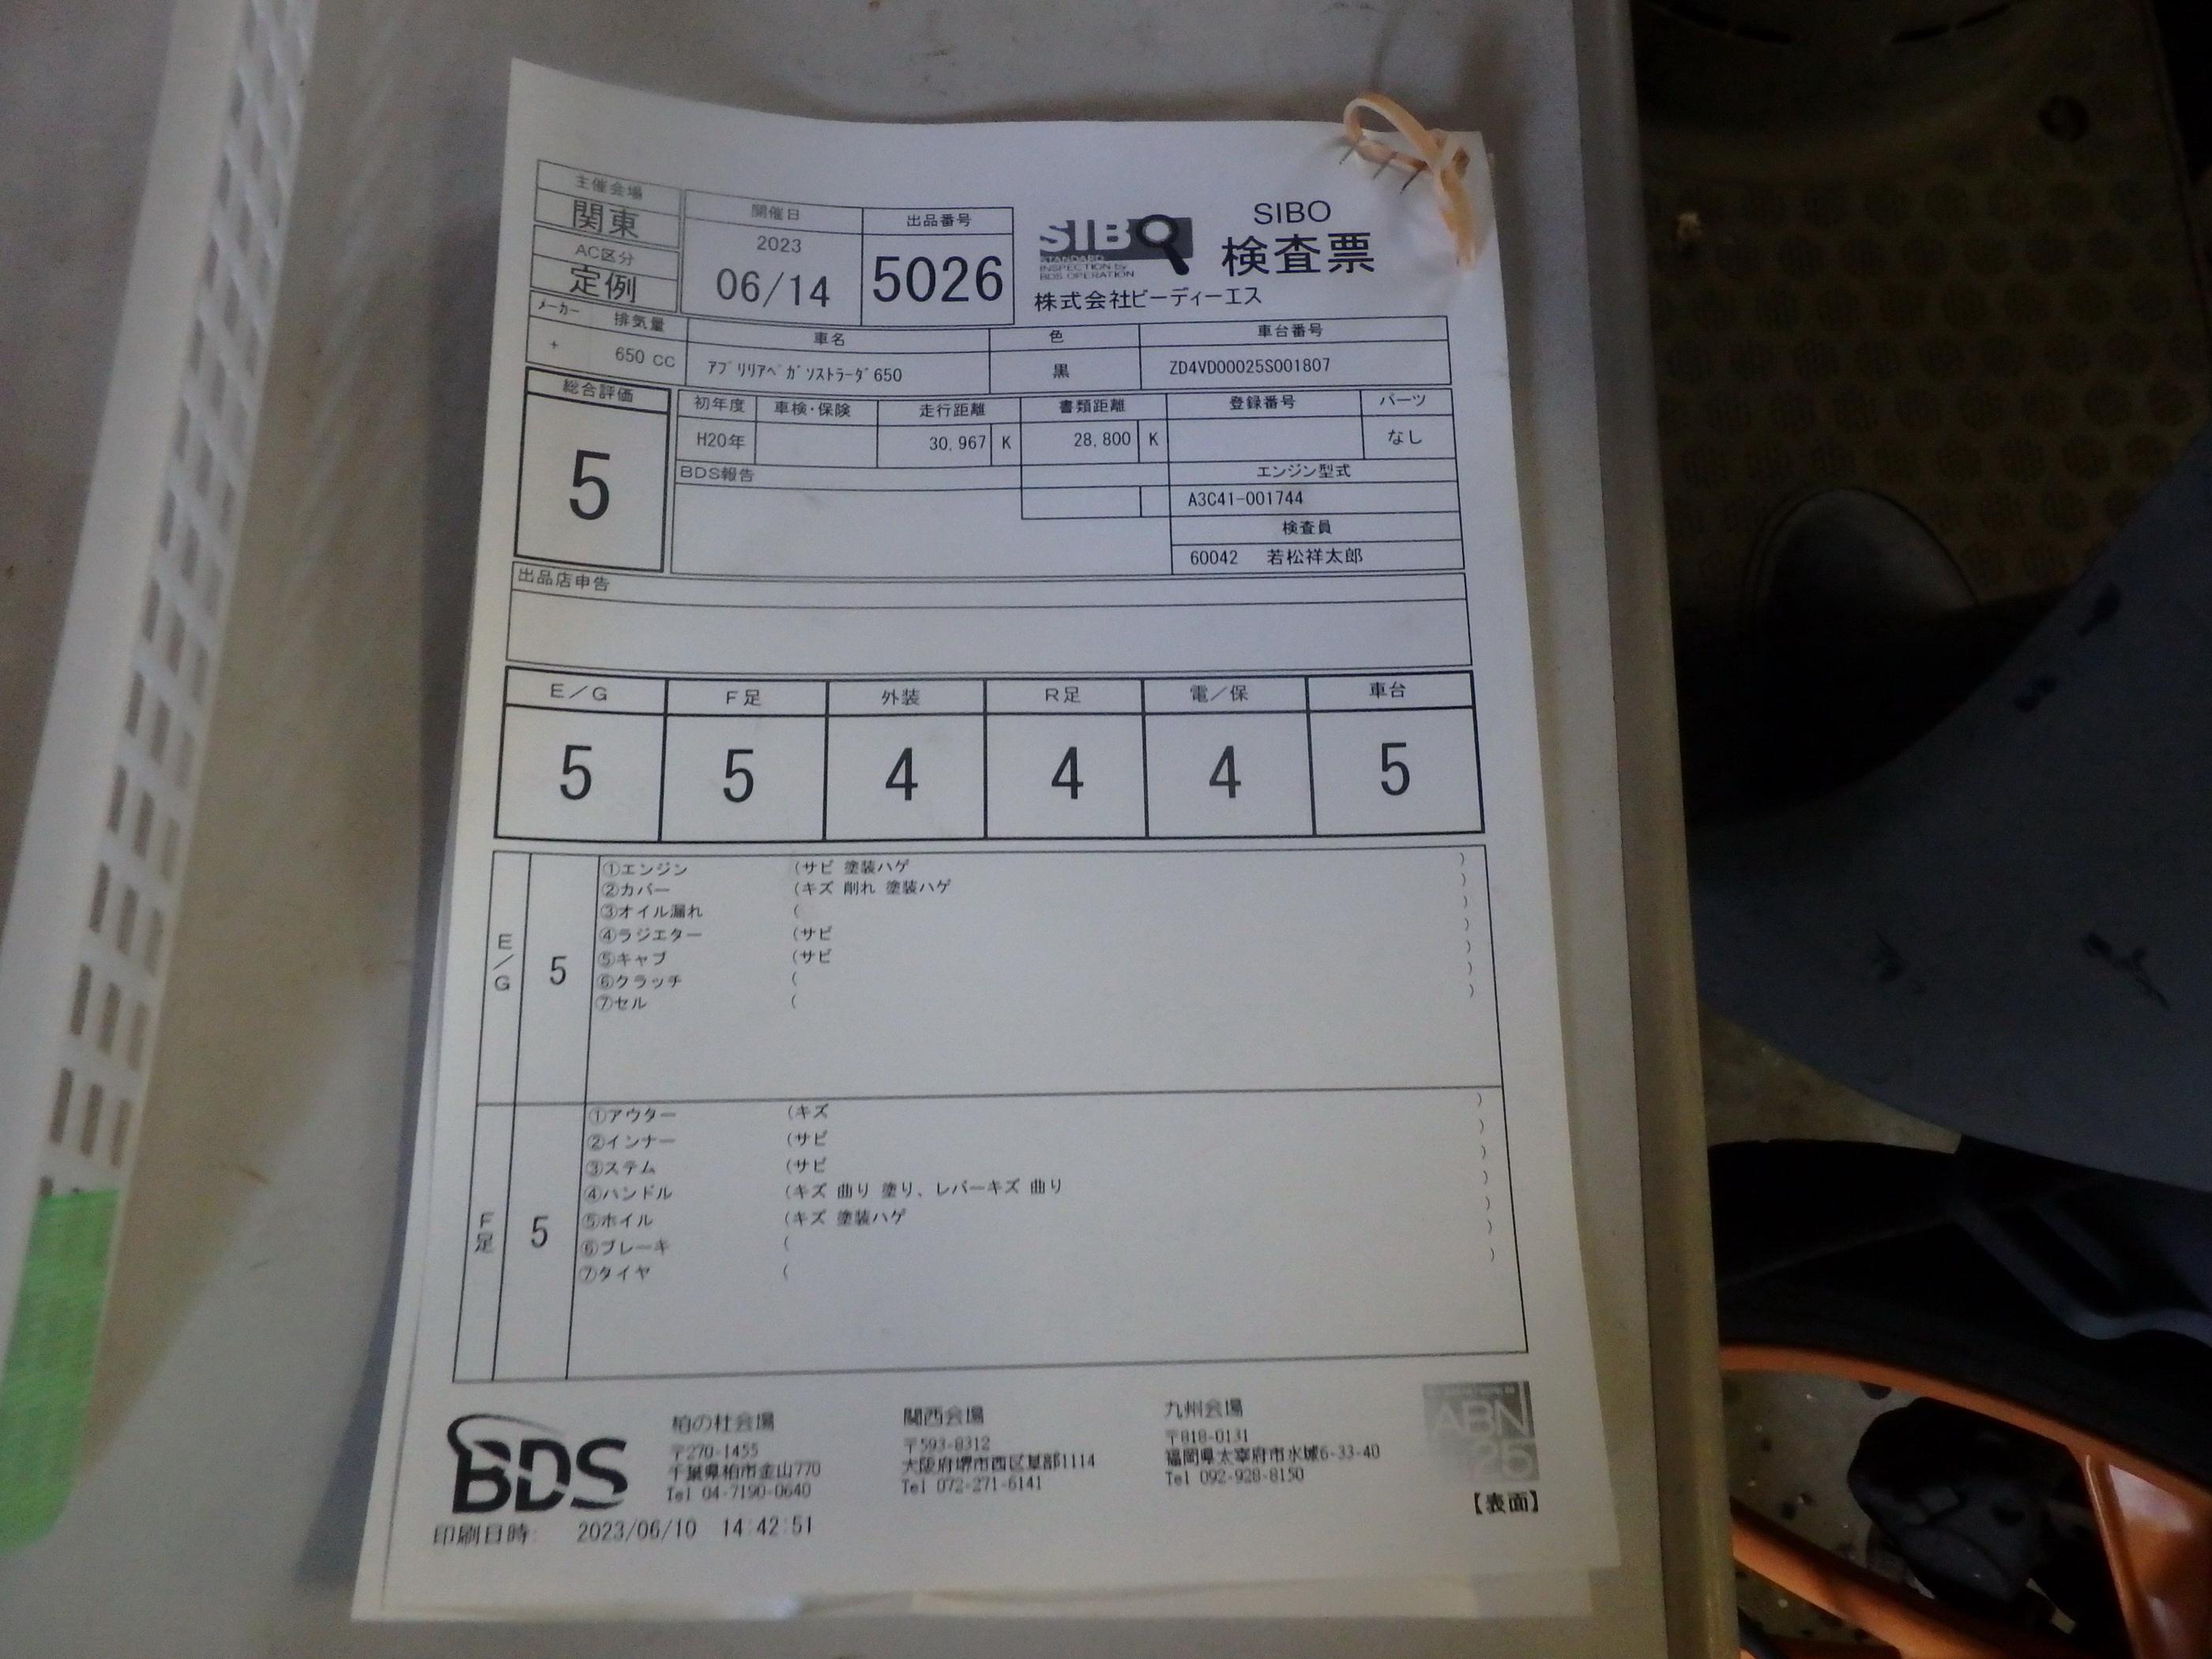 主催会場
関東
開催日
2023
06/14
出品番号
5026
AC区分
定例
SIBO
STANDARD
INSPECTION by
BDS OPERATION
SIBO
検査票
株式会社ビーディーエス
メーカー 排気量
+ 650 CC
車名
アプリリアペガソストラーダ650
色
黒
車台番号
ZD4VD00025S001807
総合評価
5
初年度 車検・保険 走行距離 書類距離 登録番号 パーツ
H20年 30,967 K 28,800 K なし
BDS報告
エンジン型式
A3C41-001744
検査員
60042 若松祥太郎
出品店申告
E/G F足 外装 R足 電/保 車台
5 5 4 4 4 5
E/G
5
①エンジン (サビ 塗装ハゲ )
②カバー (キズ 削れ 塗装ハゲ )
③オイル漏れ ( )
④ラジエター (サビ )
⑤キャブ (サビ )
⑥クラッチ ( )
⑦セル ( )
F足
5
①アウター (キズ )
②インナー (サビ )
③ステム (サビ )
④ハンドル (キズ 曲り 塗り、レバーキズ 曲り )
⑤ホイル (キズ 塗装ハゲ )
⑥ブレーキ ( )
⑦タイヤ ( )
BDS
柏の杜会場
〒270-1455
千葉県柏市金山770
Tel 04-7190-0640
関西会場
〒593-8312
大阪府堺市西区草部1114
Tel 072-271-6141
九州会場
〒818-0131
福岡県太宰府市水城6-33-40
Tel 092-928-8150
ABN
25
【表面】
印刷日時: 2023/06/10 14:42:51